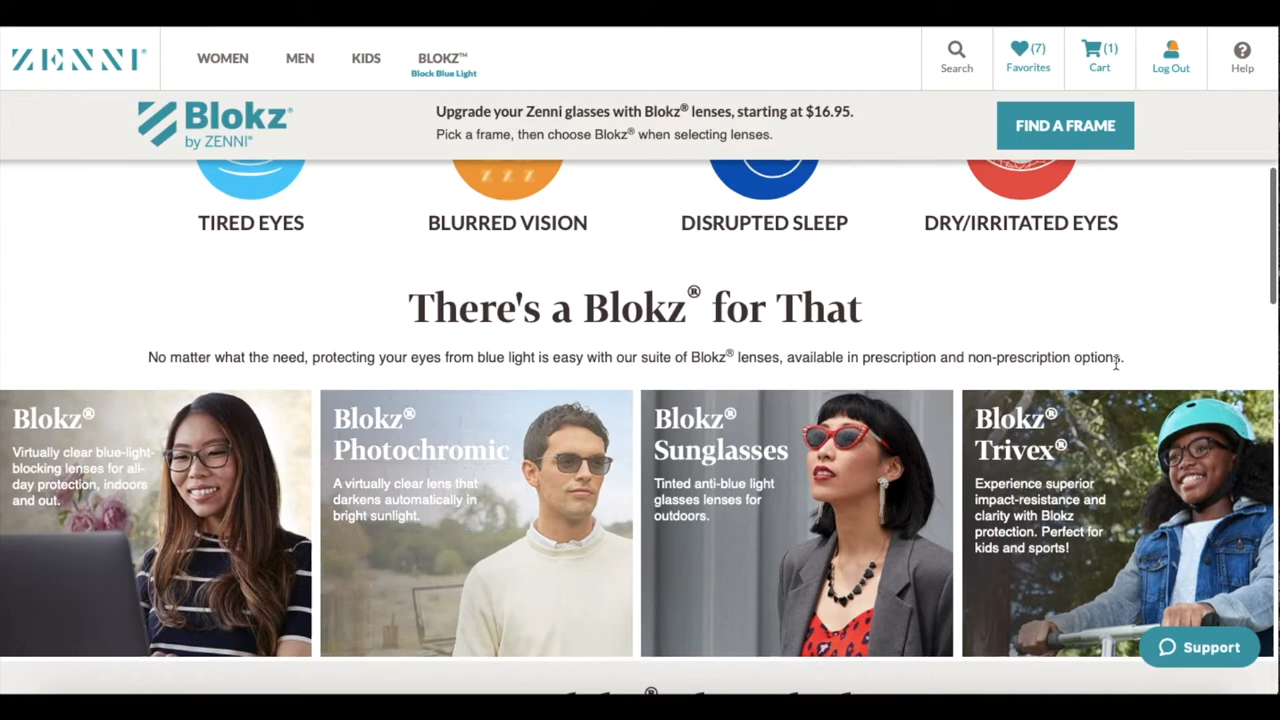 ZENNI®
WOMEN
MEN
KIDS
BLOKZ™
Block Blue Light
Search
(7)
Favorites
(1)
Cart
Log Out
Help
Blokz®
by ZENNI®
Upgrade your Zenni glasses with Blokz® lenses, starting at $16.95.
Pick a frame, then choose Blokz® when selecting lenses.
FIND A FRAME
Z Z Z
TIRED EYES
BLURRED VISION
DISRUPTED SLEEP
DRY/IRRITATED EYES
There's a Blokz® for That
No matter what the need, protecting your eyes from blue light is easy with our suite of Blokz® lenses, available in prescription and non-prescription options.
Blokz®
Virtually clear blue-light-
blocking lenses for all-
day protection, indoors
and out.
Blokz®
Photochromic
A virtually clear lens that
darkens automatically in
bright sunlight.
Blokz®
Sunglasses
Tinted anti-blue light
glasses lenses for
outdoors.
Blokz®
Trivex®
Experience superior
impact-resistance and
clarity with Blokz
protection. Perfect for
kids and sports!
Support